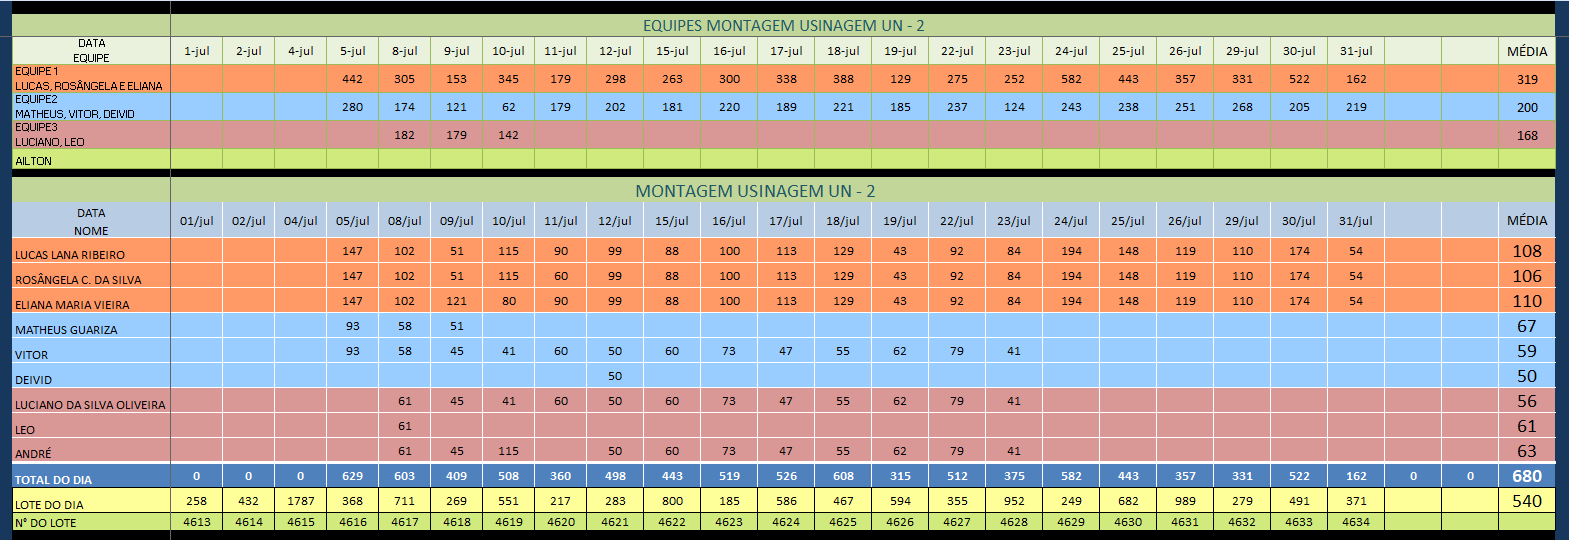 EQUIPES MONTAGEM USINAGEM UN - 2
DATA
EQUIPE 1-jul 2-jul 4-jul 5-jul 8-jul 9-jul 10-jul 11-jul 12-jul 15-jul 16-jul 17-jul 18-jul 19-jul 22-jul 23-jul 24-jul 25-jul 26-jul 29-jul 30-jul 31-jul MÉDIA
EQUIPE 1
LUCAS, ROSÂNGELA E ELIANA 442 305 153 345 179 298 263 300 338 388 129 275 252 582 443 357 331 522 162 319
EQUIPE2
MATHEUS, VITOR, DEIVID 280 174 121 62 179 202 181 220 189 221 185 237 124 243 238 251 268 205 219 200
EQUIPE3
LUCIANO, LEO 182 179 142 168
AILTON
MONTAGEM USINAGEM UN - 2
DATA
NOME 01/jul 02/jul 04/jul 05/jul 08/jul 09/jul 10/jul 11/jul 12/jul 15/jul 16/jul 17/jul 18/jul 19/jul 22/jul 23/jul 24/jul 25/jul 26/jul 29/jul 30/jul 31/jul MÉDIA
LUCAS LANA RIBEIRO 147 102 51 115 90 99 88 100 113 129 43 92 84 194 148 119 110 174 54 108
ROSÂNGELA C. DA SILVA 147 102 51 115 60 99 88 100 113 129 43 92 84 194 148 119 110 174 54 106
ELIANA MARIA VIEIRA 147 102 121 80 90 99 88 100 113 129 43 92 84 194 148 119 110 174 54 110
MATHEUS GUARIZA 93 58 51 67
VITOR 93 58 45 41 60 50 60 73 47 55 62 79 41 59
DEIVID 50 50
LUCIANO DA SILVA OLIVEIRA 61 45 41 60 50 60 73 47 55 62 79 41 56
LEO 61 61
ANDRÉ 61 45 115 50 60 73 47 55 62 79 41 63
TOTAL DO DIA 0 0 0 629 603 409 508 360 498 443 519 526 608 315 512 375 582 443 357 331 522 162 0 0 680
LOTE DO DIA 258 432 1787 368 711 269 551 217 283 800 185 586 467 594 355 952 249 682 989 279 491 371 540
N° DO LOTE 4613 4614 4615 4616 4617 4618 4619 4620 4621 4622 4623 4624 4625 4626 4627 4628 4629 4630 4631 4632 4633 4634